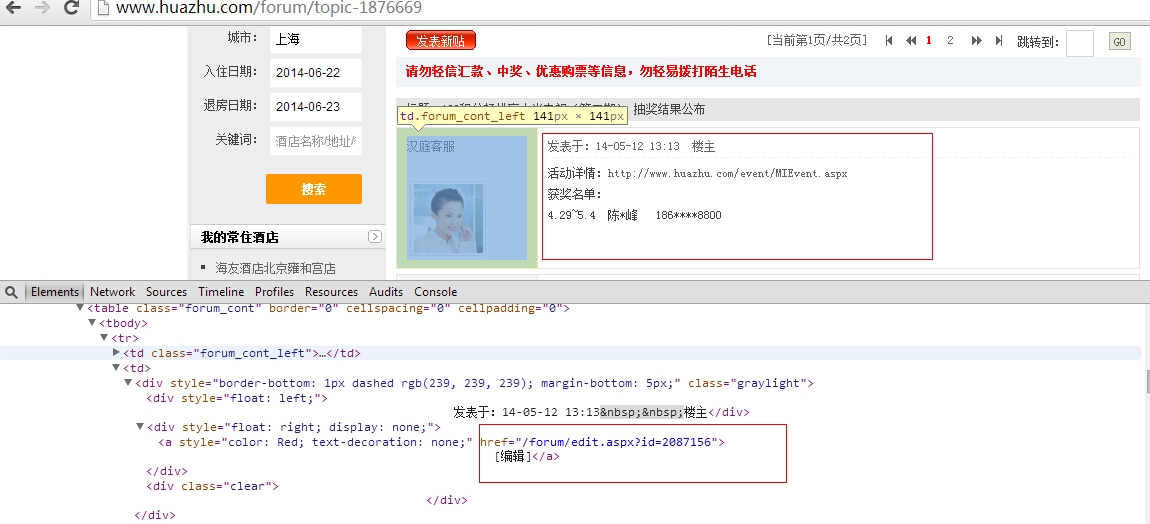 www.huazhu.com/forum/topic-1876669
城市： 上海
入住日期： 2014-06-22
退房日期： 2014-06-23
关键词： 酒店名称/地址/
搜索
我的常住酒店
海友酒店北京雍和宫店
发表新贴
[当前第1页/共2页] 1 2 跳转到： GO
请勿轻信汇款、中奖、优惠购票等信息，勿轻易拨打陌生电话
抽奖结果公布
td.forum_cont_left 141px × 141px
汉庭客服
发表于：14-05-12 13:13 楼主
活动详情：http://www.huazhu.com/event/MIEvent.aspx
获奖名单：
4.29~5.4 陈*峰 186****8800
Elements Network Sources Timeline Profiles Resources Audits Console
▼<table class="forum_cont" border="0" cellspacing="0" cellpadding="0">
▼<tbody>
▼<tr>
▶<td class="forum_cont_left">…</td>
▼<td>
▼<div style="border-bottom: 1px dashed rgb(239, 239, 239); margin-bottom: 5px;" class="graylight">
<div style="float: left;">
发表于：14-05-12 13:13&nbsp;&nbsp;楼主</div>
▼<div style="float: right; display: none;">
<a style="color: Red; text-decoration: none;" href="/forum/edit.aspx?id=2087156">
[编辑]</a>
</div>
<div class="clear">
</div>
</div>